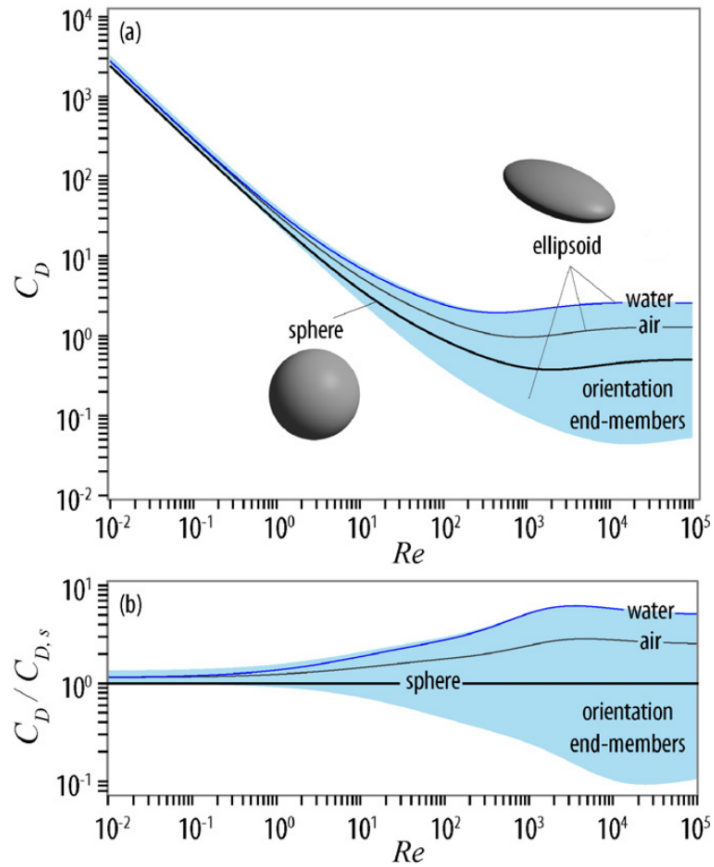 (a)
10^4
10^3
10^2
10^1
10^0
10^-1
10^-2
C_D
ellipsoid
water
air
sphere
orientation
end-members
10^-2 10^-1 10^0 10^1 10^2 10^3 10^4 10^5
Re
(b)
10^1
10^0
10^-1
C_D / C_D,s
water
air
sphere
orientation
end-members
10^-2 10^-1 10^0 10^1 10^2 10^3 10^4 10^5
Re